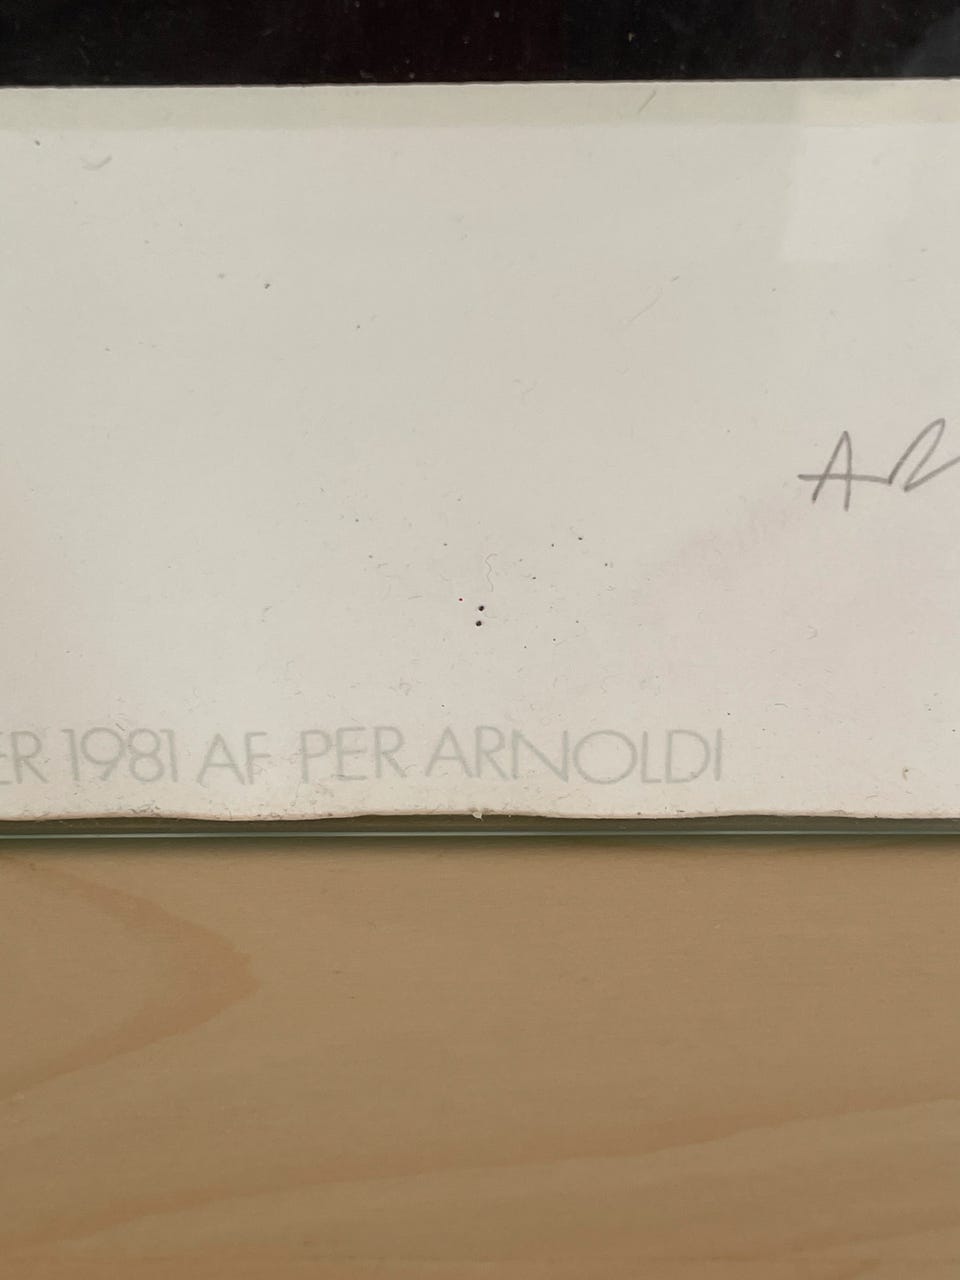 ER 1981 AF PER ARNOLDI